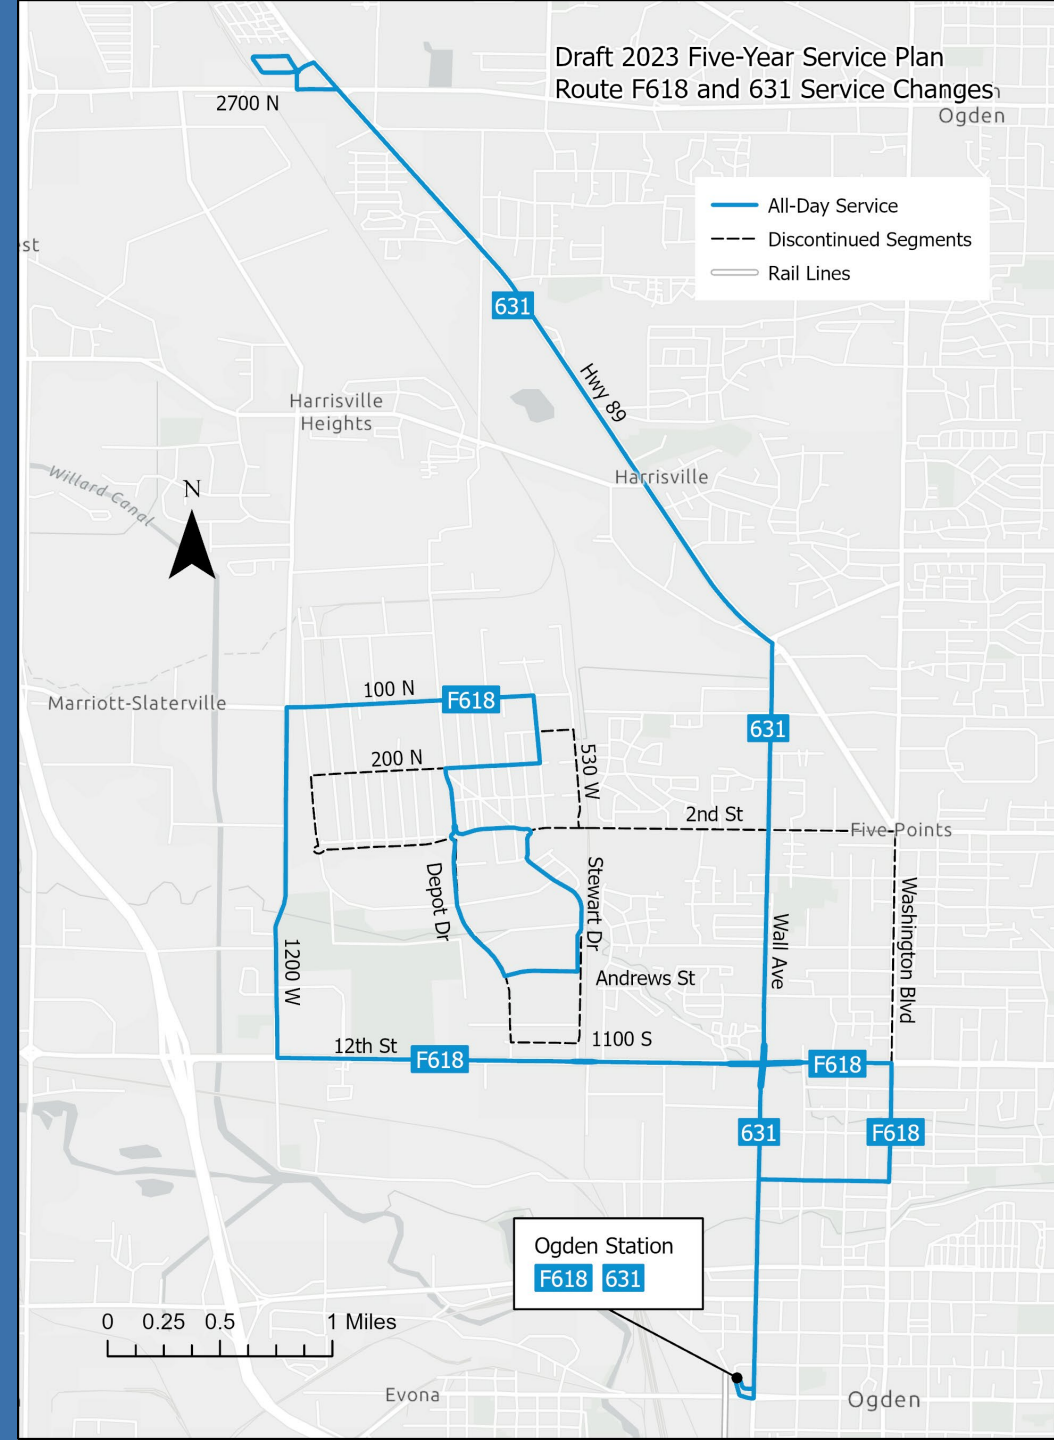 Draft 2023 Five-Year Service Plan
Route F618 and 631 Service Changes
Ogden
2700 N
All-Day Service
Discontinued Segments
Rail Lines
631
Hwy 89
Harrisville
Heights
Harrisville
Willard Canal
N
100 N
F618
Marriott-Slaterville
631
200 N
530 W
2nd St
Five Points
Depot Dr
Stewart Dr
Washington Blvd
Wall Ave
1200 W
Andrews St
1100 S
12th St
F618
F618
631
F618
Ogden Station
F618 631
0 0.25 0.5 1 Miles
Evona
Ogden